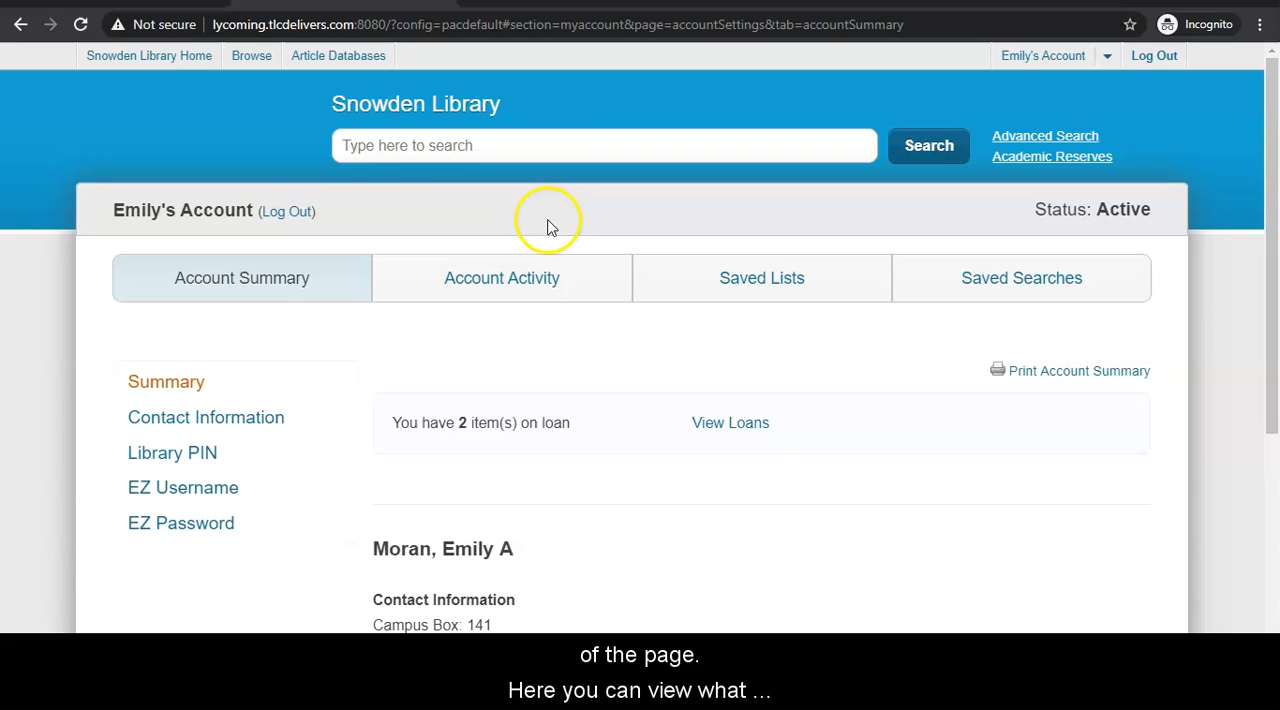 Not secure | lycoming.tlcdelivers.com:8080/?config=pacdefault#section=myaccount&page=accountSettings&tab=accountSummary
Incognito
Snowden Library Home
Browse
Article Databases
Emily's Account
Log Out
Snowden Library
Type here to search
Search
Advanced Search
Academic Reserves
Emily's Account (Log Out)
Status: Active
Account Summary
Account Activity
Saved Lists
Saved Searches
Print Account Summary
Summary
Contact Information
Library PIN
EZ Username
EZ Password
You have 2 item(s) on loan
View Loans
Moran, Emily A
Contact Information
Campus Box: 141
of the page.
Here you can view what ...